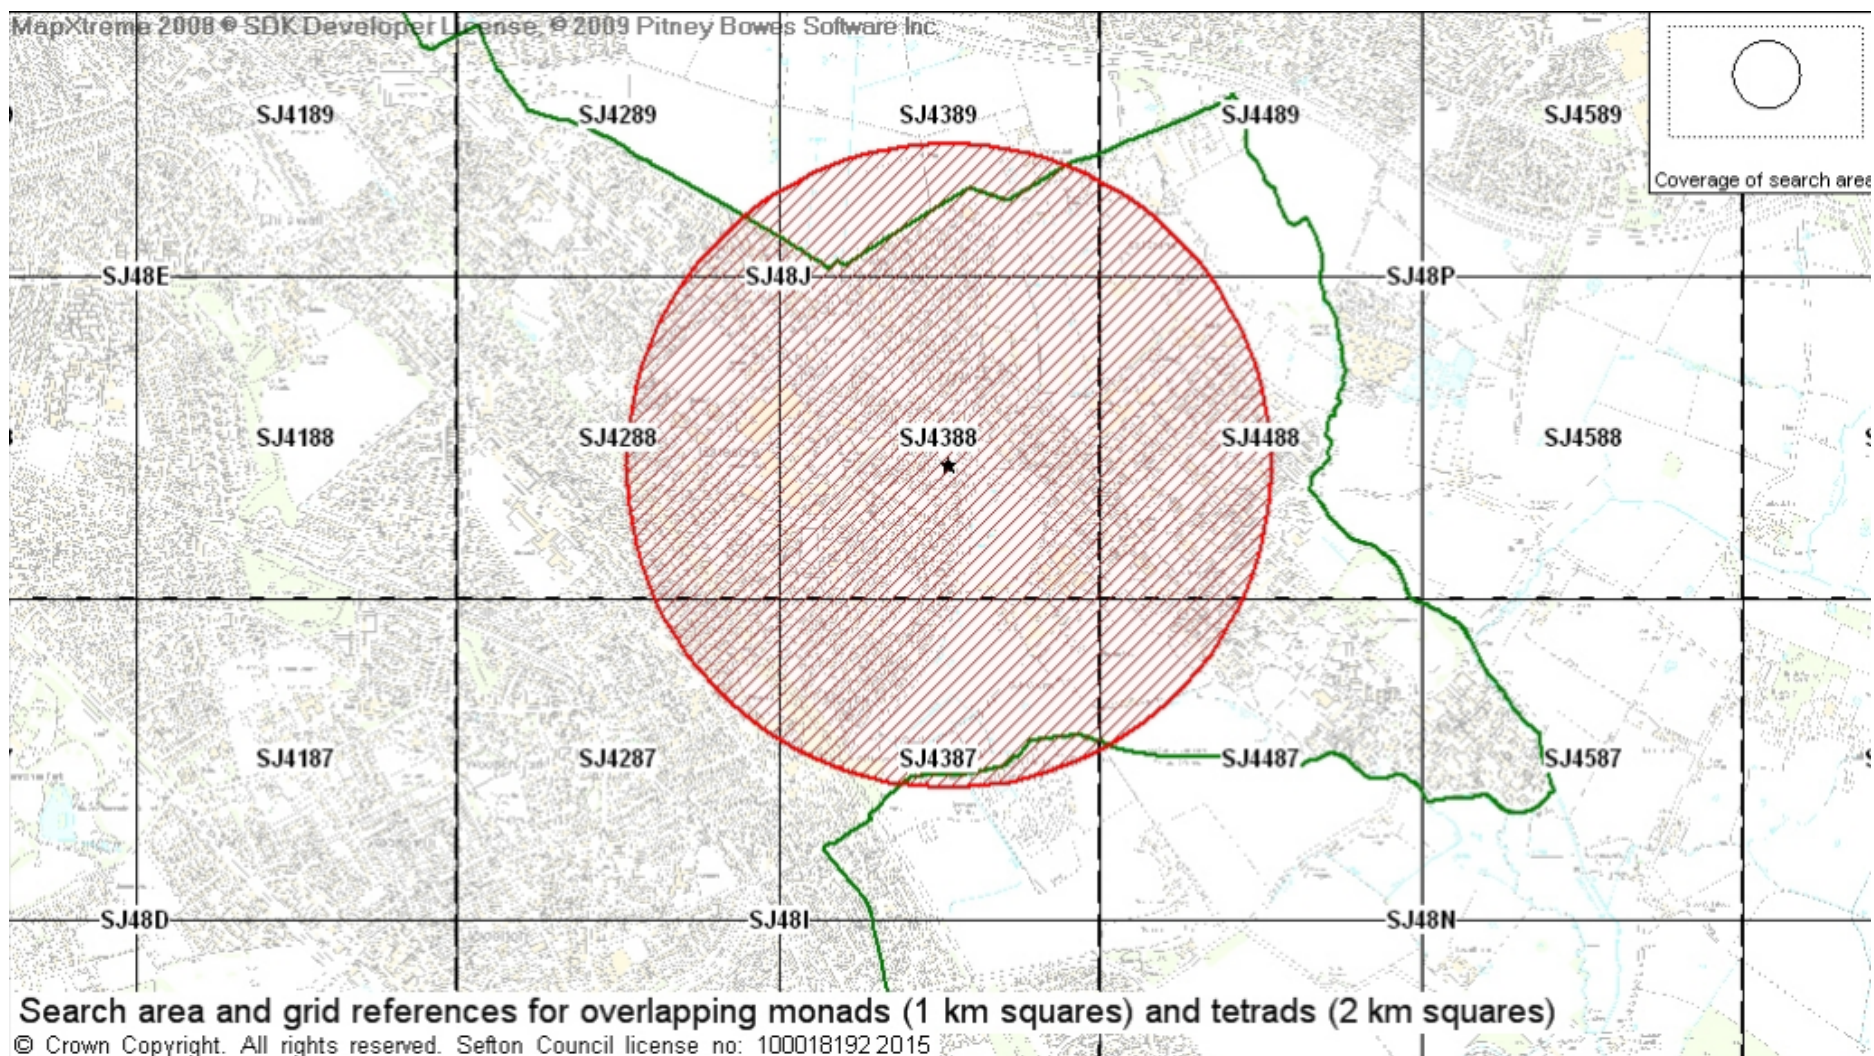 MapXtreme 2008 ® SDK Developer License, © 2009 Pitney Bowes Software Inc.
SJ4189 SJ4289 SJ4389 SJ4489 SJ4589
Coverage of search area
SJ48E SJ48J SJ48P
SJ4188 SJ4288 SJ4388 SJ4488 SJ4588
SJ4187 SJ4287 SJ4387 SJ4487 SJ4587
SJ48D SJ48I SJ48N
Search area and grid references for overlapping monads (1 km squares) and tetrads (2 km squares)
© Crown Copyright. All rights reserved. Sefton Council license no: 100018192 2015